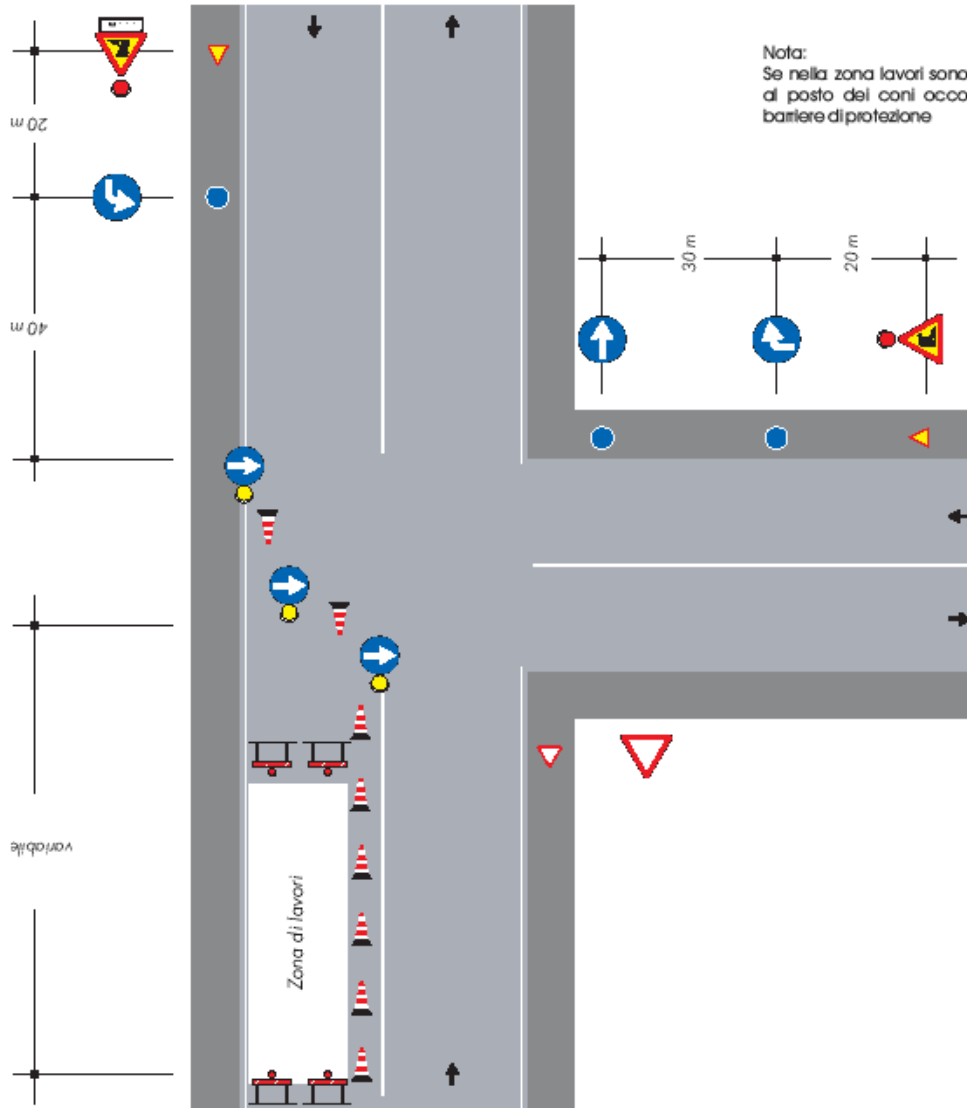 Nota:
Se nella zona lavori sono
al posto dei coni occo
barriere di protezione
20 m
40 m
variabile
30 m
20 m
Zona di lavori